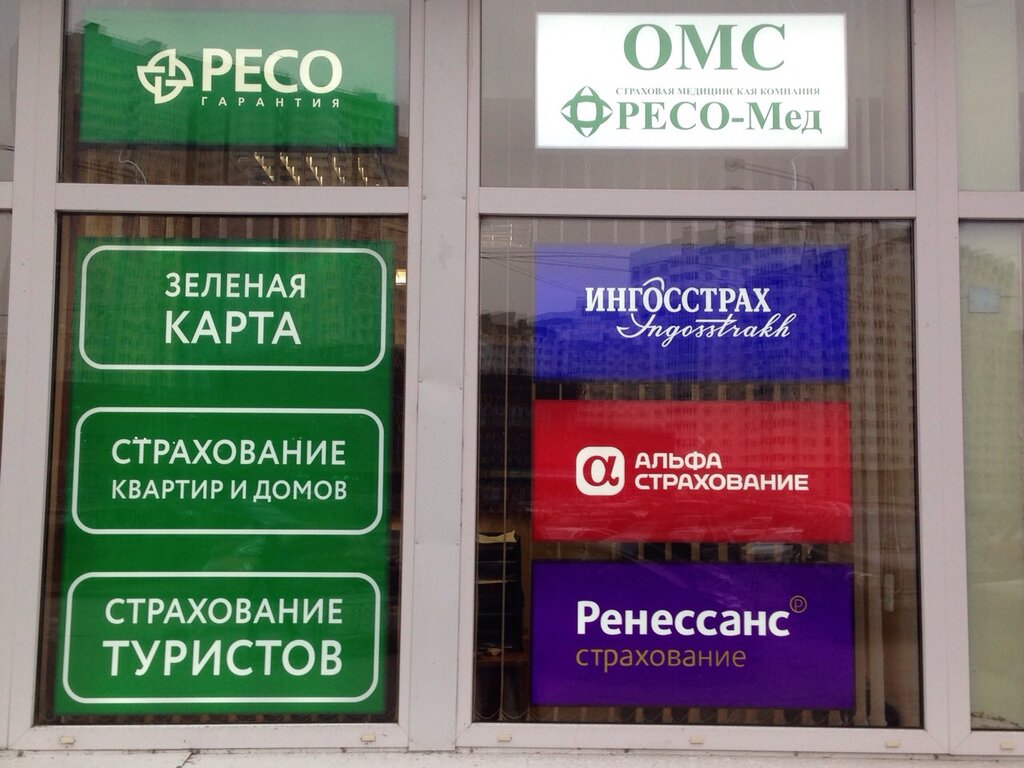 РЕСО
ГАРАНТИЯ
ОМС
СТРАХОВАЯ МЕДИЦИНСКАЯ КОМПАНИЯ
РЕСО-Мед
ЗЕЛЕНАЯ
КАРТА
СТРАХОВАНИЕ
КВАРТИР И ДОМОВ
СТРАХОВАНИЕ
ТУРИСТОВ
ИНГОССТРАХ
Ingosstrakh
α АЛЬФА
СТРАХОВАНИЕ
Ренессанс
страхование